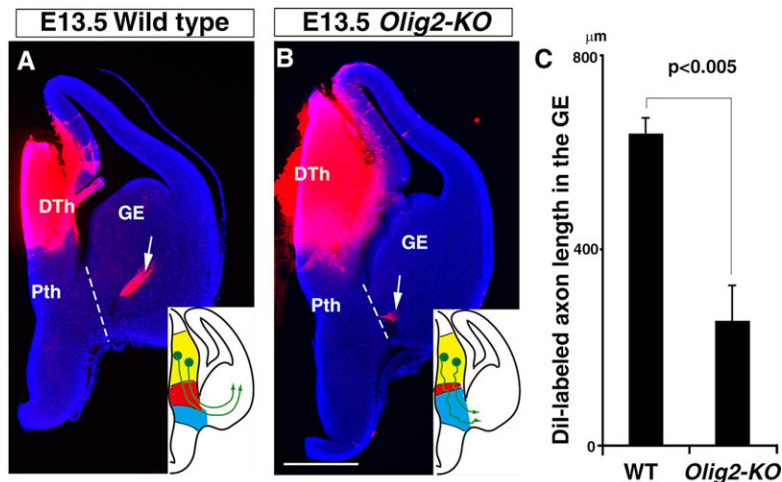 E13.5 Wild type
E13.5 Olig2-KO
A
DTh
GE
Pth
B
DTh
GE
Pth
C
μm
p<0.005
DiI-labeled axon length in the GE
800
400
0
WT
Olig2-KO